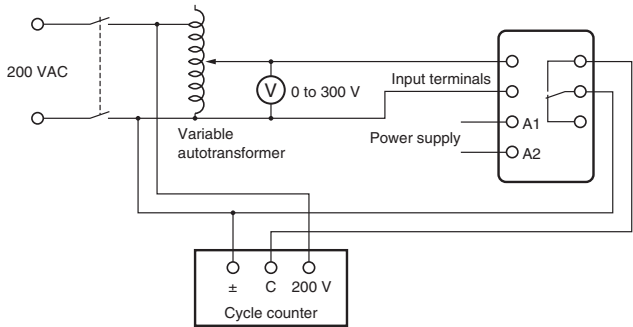 200 VAC
V
0 to 300 V
Variable
autotransformer
Input terminals
Power supply
A1
A2
± C 200 V
Cycle counter